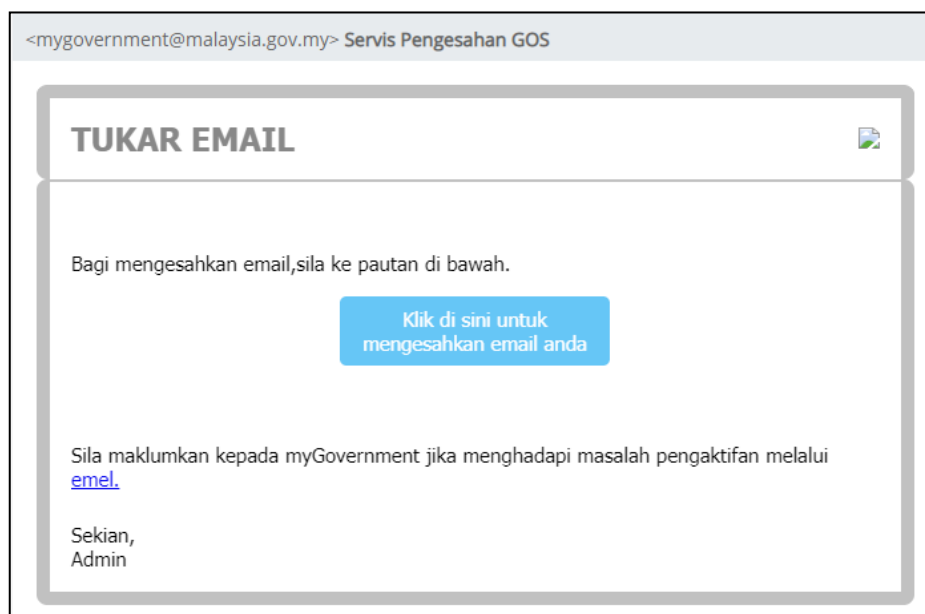 <mygovernment@malaysia.gov.my> Servis Pengesahan GOS
TUKAR EMAIL
Bagi mengesahkan email,sila ke pautan di bawah.
Klik di sini untuk
mengesahkan email anda
Sila maklumkan kepada myGovernment jika menghadapi masalah pengaktifan melalui
emel.
Sekian,
Admin